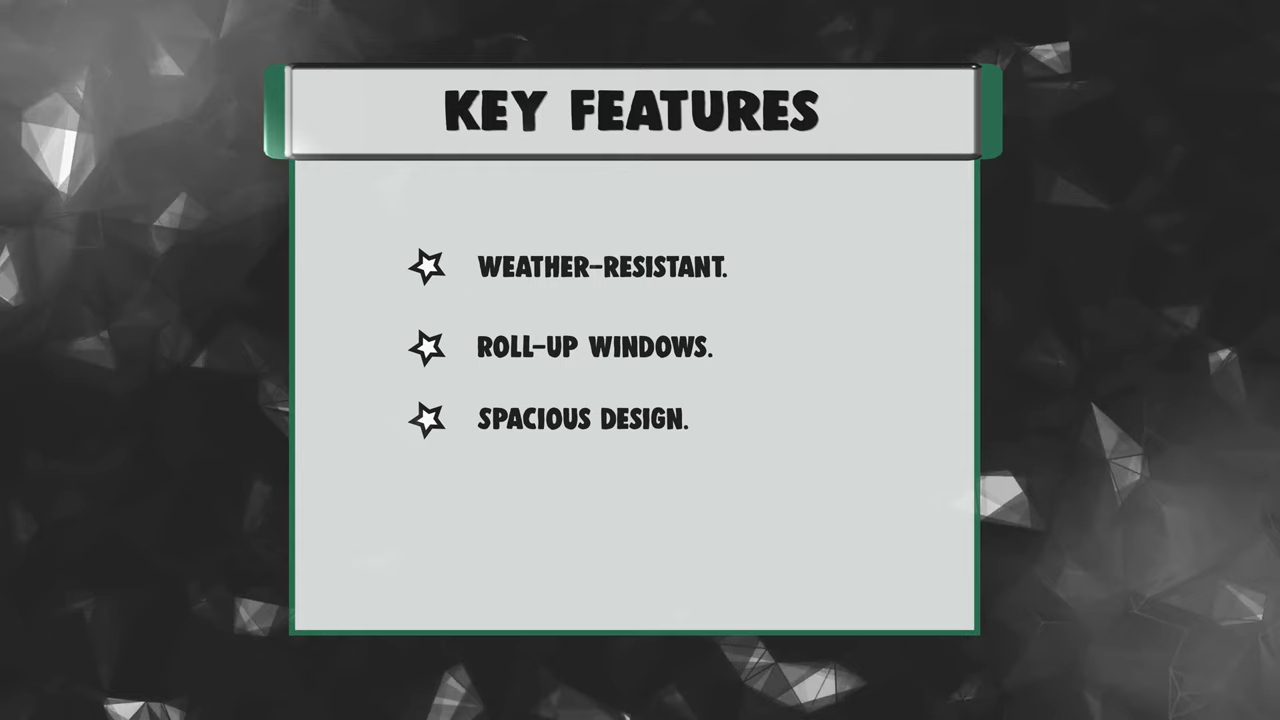 KEY FEATURES
WEATHER-RESISTANT.
ROLL-UP WINDOWS.
SPACIOUS DESIGN.